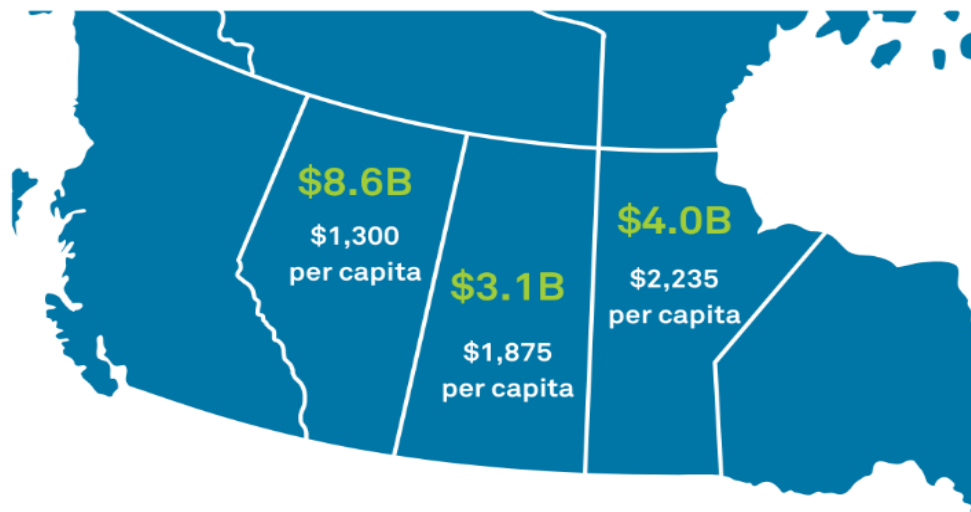 $8.6B
$1,300
per capita
$3.1B
$1,875
per capita
$4.0B
$2,235
per capita